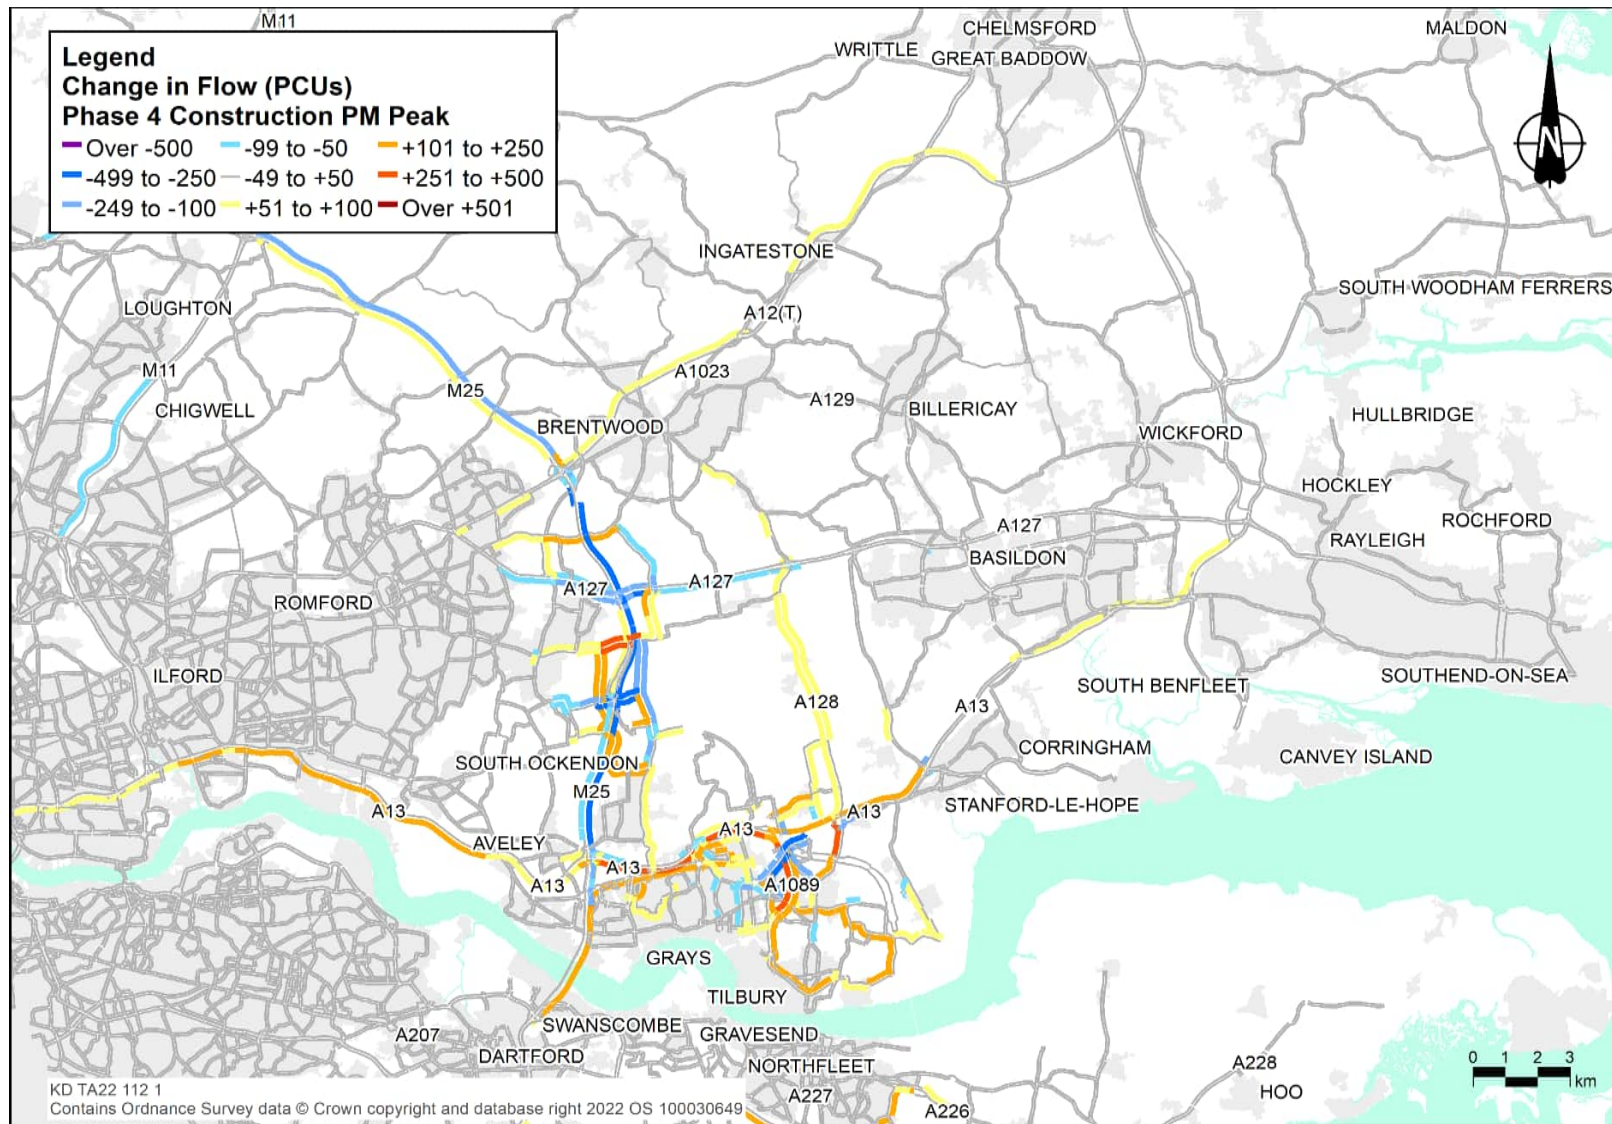 M11
Legend
Change in Flow (PCUs)
Phase 4 Construction PM Peak
Over -500 -99 to -50 +101 to +250
-499 to -250 -49 to +50 +251 to +500
-249 to -100 +51 to +100 Over +501
CHELMSFORD
MALDON
WRITTLE
GREAT BADDOW
N
INGATESTONE
SOUTH WOODHAM FERRERS
LOUGHTON
A12(T)
M11
A1023
M25
CHIGWELL
A129
BILLERICAY
HULLBRIDGE
BRENTWOOD
WICKFORD
HOCKLEY
A127
ROCHFORD
RAYLEIGH
BASILDON
A127
A127
ROMFORD
ILFORD
SOUTHEND-ON-SEA
SOUTH BENFLEET
A128
A13
CORRINGHAM
CANVEY ISLAND
SOUTH OCKENDON
M25
STANFORD-LE-HOPE
A13
A13
A13
AVELEY
A13
A13
A1089
GRAYS
TILBURY
SWANSCOMBE
A207
GRAVESEND
DARTFORD
NORTHFLEET
A228
A227
HOO
A226
0 1 2 3
km
KD TA22 112 1
Contains Ordnance Survey data © Crown copyright and database right 2022 OS 100030649